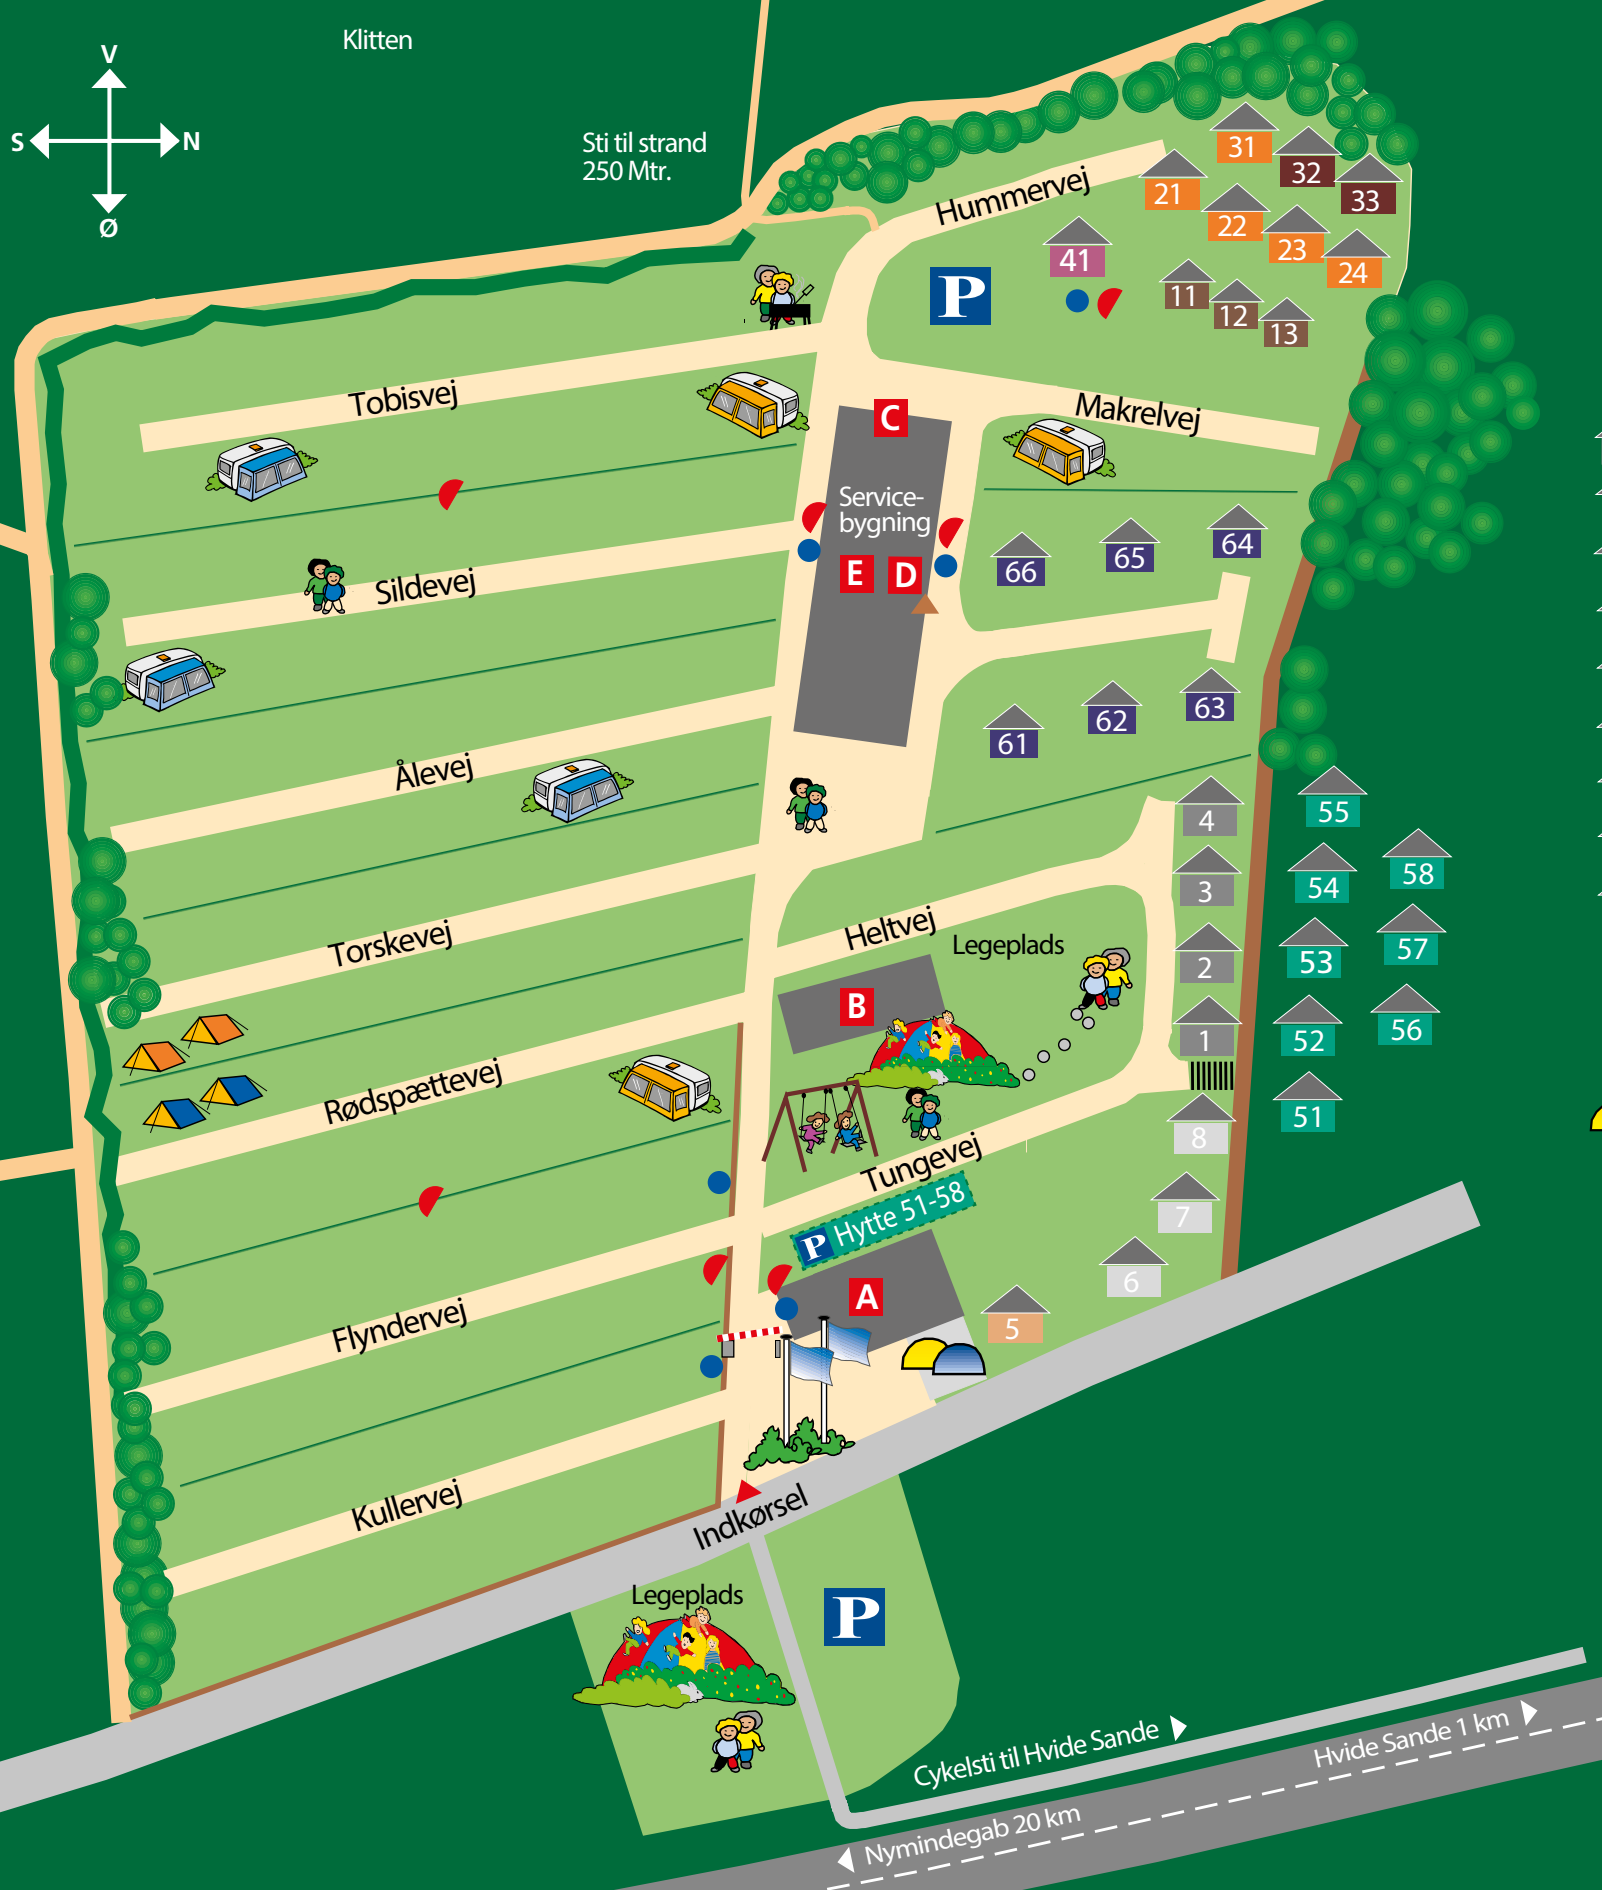 Klitten
V
S
N
Ø
Sti til strand
250 Mtr.
Hummervej
31
32
33
21
22
23
24
41
P
11
12
13
Tobisvej
Makrelvej
C
Service-
bygning
E
D
66
65
64
Sildevej
61
62
63
Ålevej
4
55
3
54
58
Torskevej
Heltvej
Legeplads
2
53
57
B
1
52
56
Rødspættevej
51
8
Tungevej
P Hytte 51-58
7
6
A
5
Flyndervej
Kullervej
Indkørsel
Legeplads
P
Cykelsti til Hvide Sande
Hvide Sande 1 km
Nymindegab 20 km